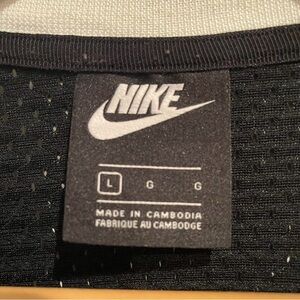 NIKE
L G G
MADE IN CAMBODIA
FABRIQUE AU CAMBODGE